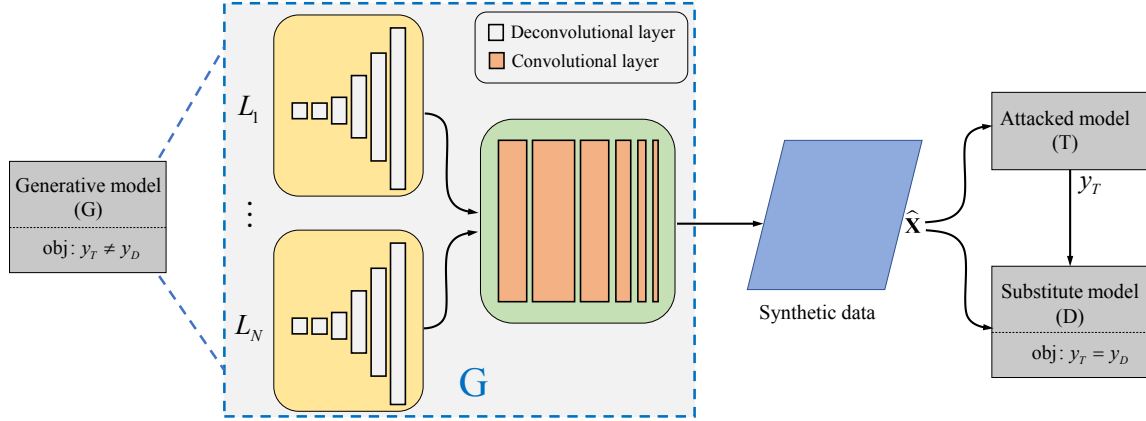 Generative model
(G)
obj: y_T ≠ y_D
L_1
⋮
L_N
Deconvolutional layer
Convolutional layer
G
Synthetic data
X̂
Attacked model
(T)
y_T
Substitute model
(D)
obj: y_T = y_D